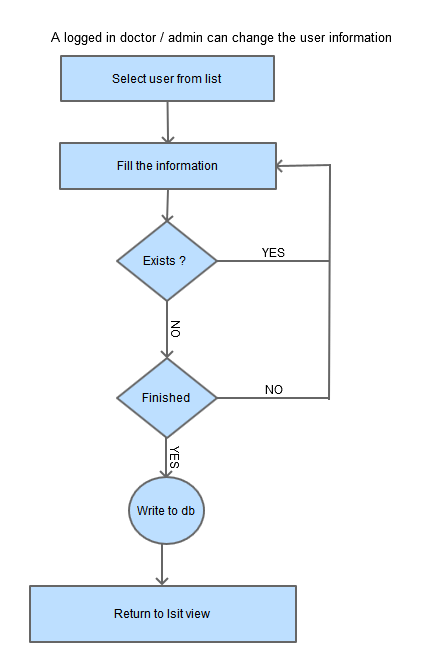 A logged in doctor / admin can change the user information
Select user from list
Fill the information
Exists ?
YES
NO
Finished
NO
YES
Write to db
Return to lsit view